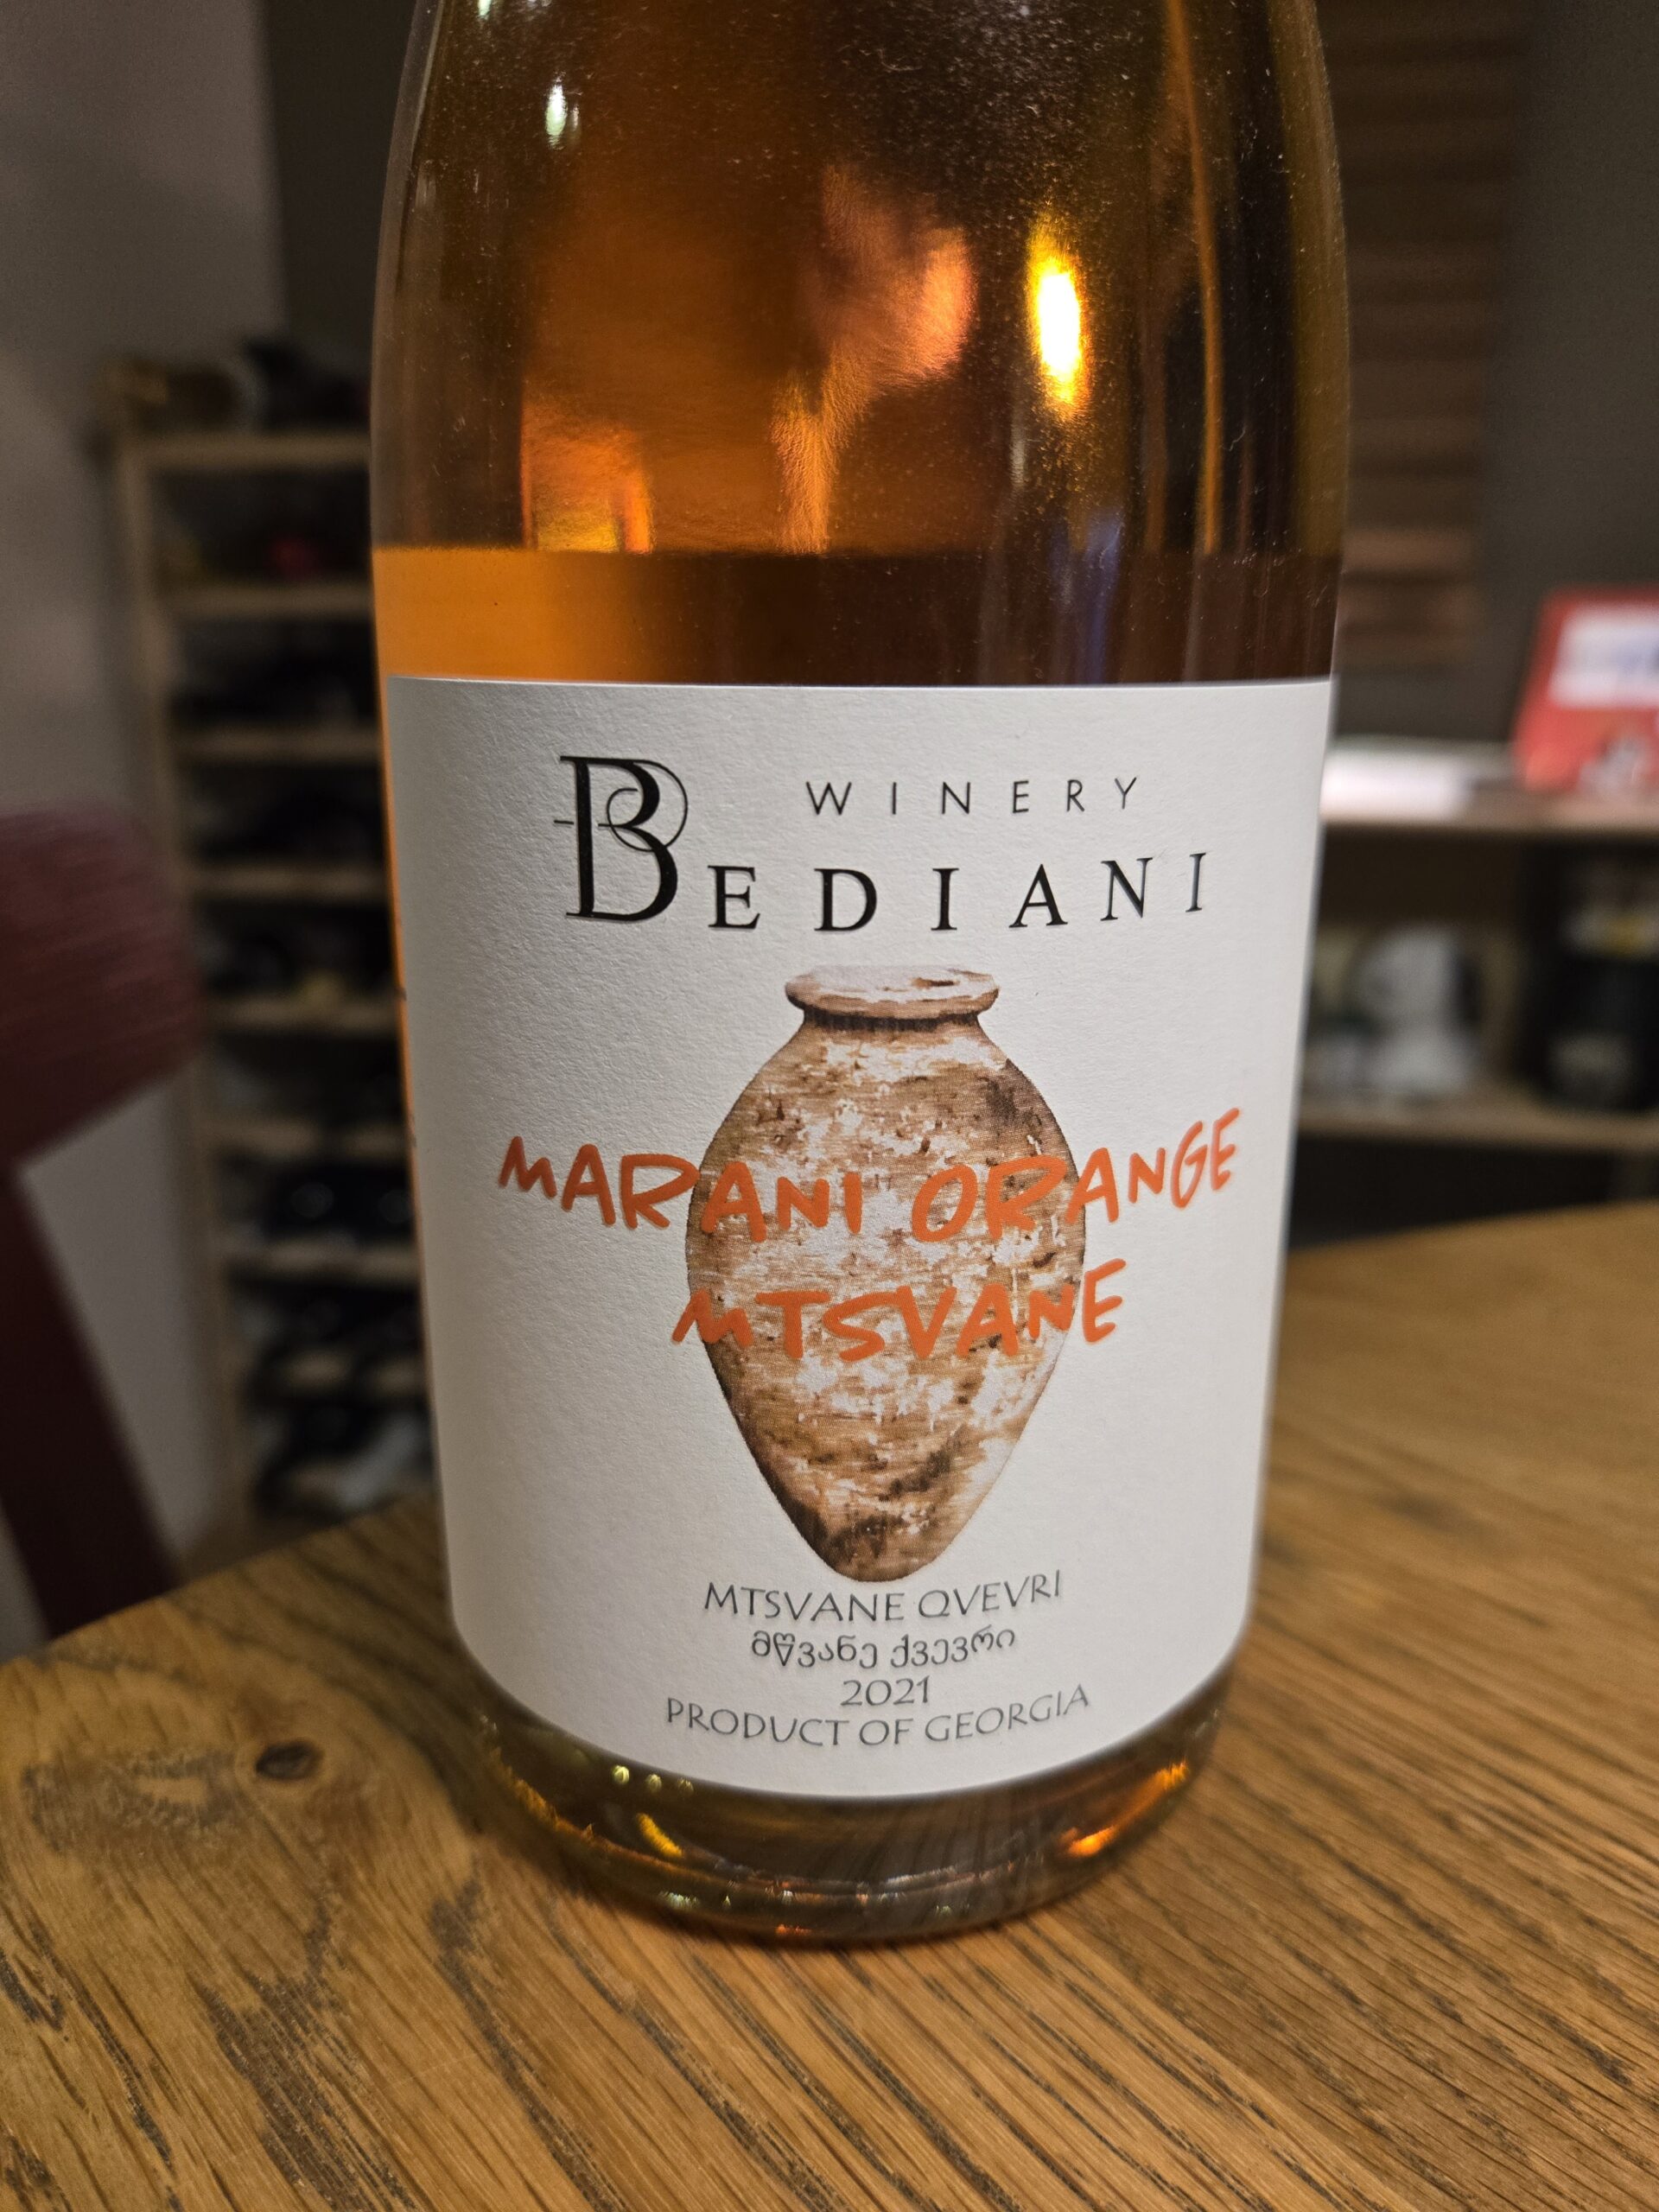 WINERY
BEDIANI
MARANI ORANGE
MTSVANE
MTSVANE QVEVRI
მწვანე ქვევრი
2021
PRODUCT OF GEORGIA